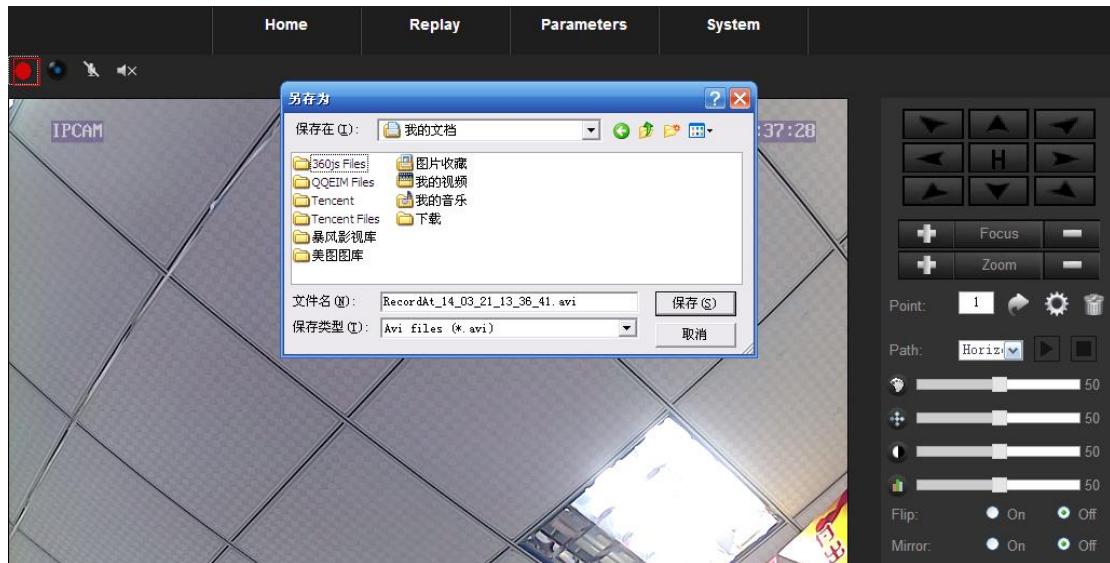 Home Replay Parameters System
另存为
IPCAM
:37:28
保存在(I): 我的文档
360js Files
QQEIM Files
Tencent
Tencent Files
暴风影视库
美图图库
图片收藏
我的视频
我的音乐
下载
文件名(N): RecordAt_14_03_21_13_36_41.avi 保存(S)
保存类型(T): Avi files (*.avi) 取消
H
Focus
Zoom
Point: 1
Path: Horiz
50
50
50
50
Flip: On Off
Mirror: On Off